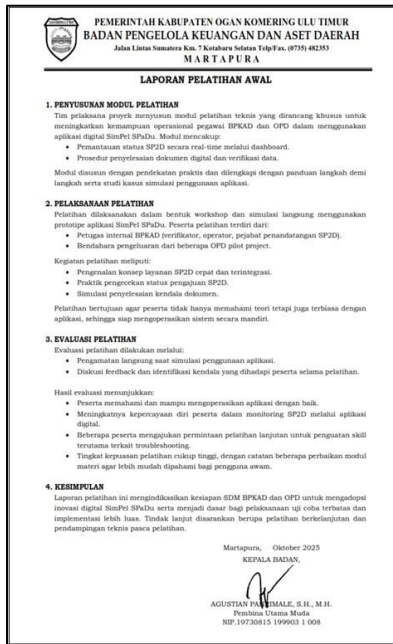 PEMERINTAH KABUPATEN OGAN KOMERING ULU TIMUR
BADAN PENGELOLA KEUANGAN DAN ASET DAERAH
Jalan Lintas Sumatera Km. 7 Kotabaru Selatan Telp/Fax. (0735) 482353
MARTAPURA
LAPORAN PELATIHAN AWAL
1. PENYUSUNAN MODUL PELATIHAN
Tim pelaksana proyek menyusun modul pelatihan teknis yang dirancang khusus untuk
meningkatkan kemampuan operasional pegawai BPKAD dan OPD dalam menggunakan
aplikasi digital SimPel SPaDu. Modul mencakup:
• Pemantauan status SP2D secara real-time melalui dashboard.
• Prosedur penyelesaian dokumen digital dan verifikasi data.
Modul disusun dengan pendekatan praktis dan dilengkapi dengan panduan langkah demi
langkah serta studi kasus simulasi penggunaan aplikasi.
2. PELAKSANAAN PELATIHAN
Pelatihan dilaksanakan dalam bentuk workshop dan simulasi langsung menggunakan
prototipe aplikasi SimPel SPaDu. Peserta pelatihan terdiri dari:
• Petugas internal BPKAD (verifikator, operator, pejabat penandatangan SP2D).
• Bendahara pengeluaran dari beberapa OPD pilot project.
Kegiatan pelatihan meliputi:
• Pengenalan konsep layanan SP2D cepat dan terintegrasi.
• Praktik pengecekan status pengajuan SP2D.
• Simulasi penyelesaian kendala dokumen.
Pelatihan bertujuan agar peserta tidak hanya memahami teori tetapi juga terbiasa dengan
aplikasi, sehingga siap mengoperasikan sistem secara mandiri.
3. EVALUASI PELATIHAN
Evaluasi pelatihan dilakukan melalui:
• Pengamatan langsung saat simulasi penggunaan aplikasi.
• Diskusi feedback dan identifikasi kendala yang dihadapi peserta selama pelatihan.
Hasil evaluasi menunjukkan:
• Peserta memahami dan mampu mengoperasikan aplikasi dengan baik.
• Meningkatnya kepercayaan diri peserta dalam monitoring SP2D melalui aplikasi
digital.
• Beberapa peserta mengajukan permintaan pelatihan lanjutan untuk penguatan skill
terutama terkait troubleshooting.
• Tingkat kepuasan pelatihan cukup tinggi, dengan catatan beberapa perbaikan modul
materi agar lebih mudah dipahami bagi pengguna awam.
4. KESIMPULAN
Laporan pelatihan ini mengindikasikan kesiapan SDM BPKAD dan OPD untuk mengadopsi
inovasi digital SimPel SPaDu serta menjadi dasar bagi pelaksanaan uji coba terbatas dan
implementasi lebih luas. Tindak lanjut disarankan berupa pelatihan berkelanjutan dan
pendampingan teknis pasca pelatihan.
Martapura, Oktober 2025
KEPALA BADAN,
AGUSTIAN S.H., M.H.
Pembina Utama Muda
NIP.19730815 199903 1 008